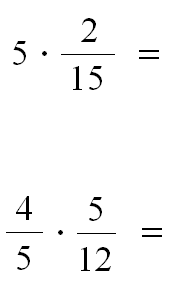 5 · 2/15 =
4/5 · 5/12 =